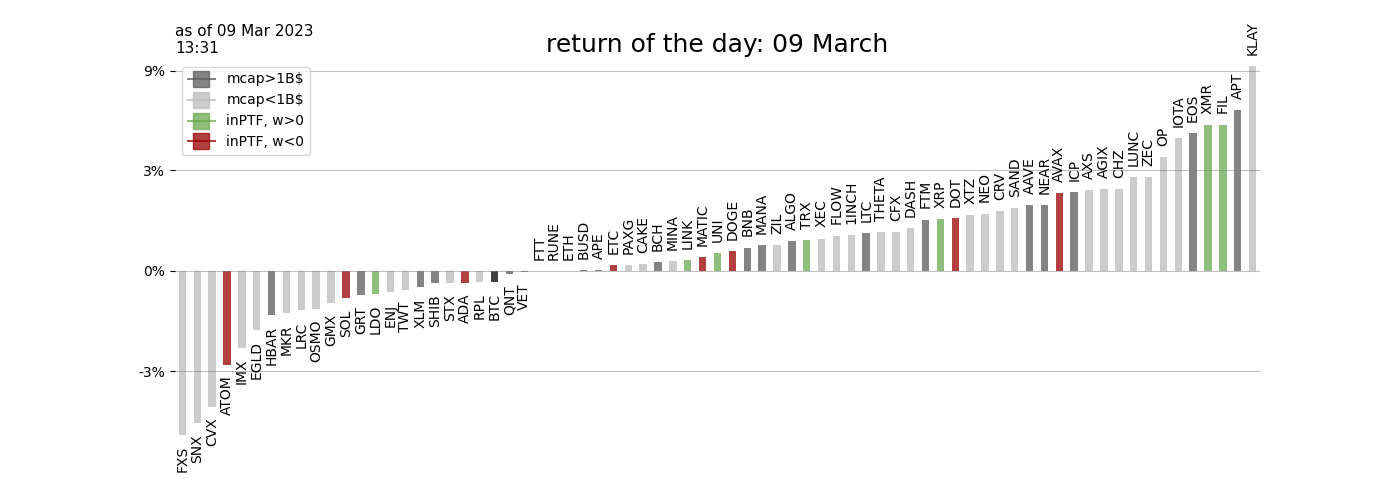 as of 09 Mar 2023
13:31
return of the day: 09 March
mcap>1B$
mcap<1B$
inPTF, w>0
inPTF, w<0
9%
3%
0%
-3%
FXS
SNX
CVX
ATOM
IMX
EGLD
HBAR
MKR
LRC
OSMO
GMX
SOL
GRT
LDO
ENJ
TWT
XLM
SHIB
STX
ADA
RPL
BTC
QNT
VET
FTT
RUNE
ETH
BUSD
APE
ETC
PAXG
CAKE
BCH
MINA
LINK
MATIC
UNI
DOGE
BNB
MANA
ZIL
ALGO
TRX
XEC
FLOW
1INCH
LTC
THETA
CFX
DASH
FTM
XRP
DOT
XTZ
NEO
CRV
SAND
AAVE
NEAR
AVAX
ICP
AXS
AGIX
CHZ
LUNC
ZEC
OP
IOTA
EOS
XMR
FIL
APT
KLAY